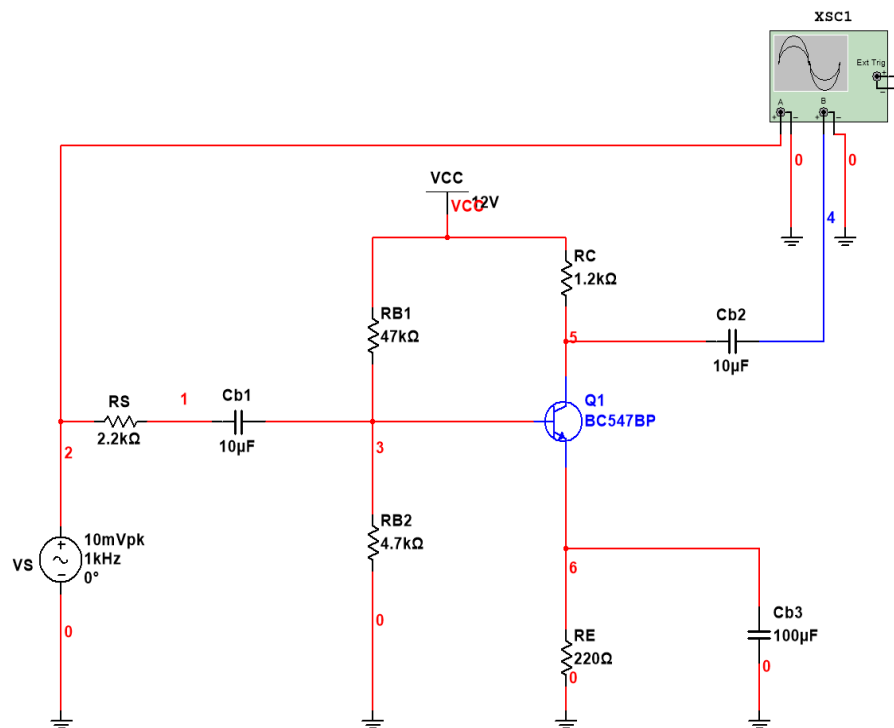 XSC1
Ext Trig
+
−
A
B
+
−
+
−
0
0
VCC
12V
VCC
4
RC
1.2kΩ
RB1
47kΩ
5
Cb2
10µF
RS
2.2kΩ
1
Cb1
10µF
Q1
BC547BP
2
3
RB2
4.7kΩ
VS
10mVpk
1kHz
0°
6
Cb3
100µF
RE
220Ω
0
0
0
0